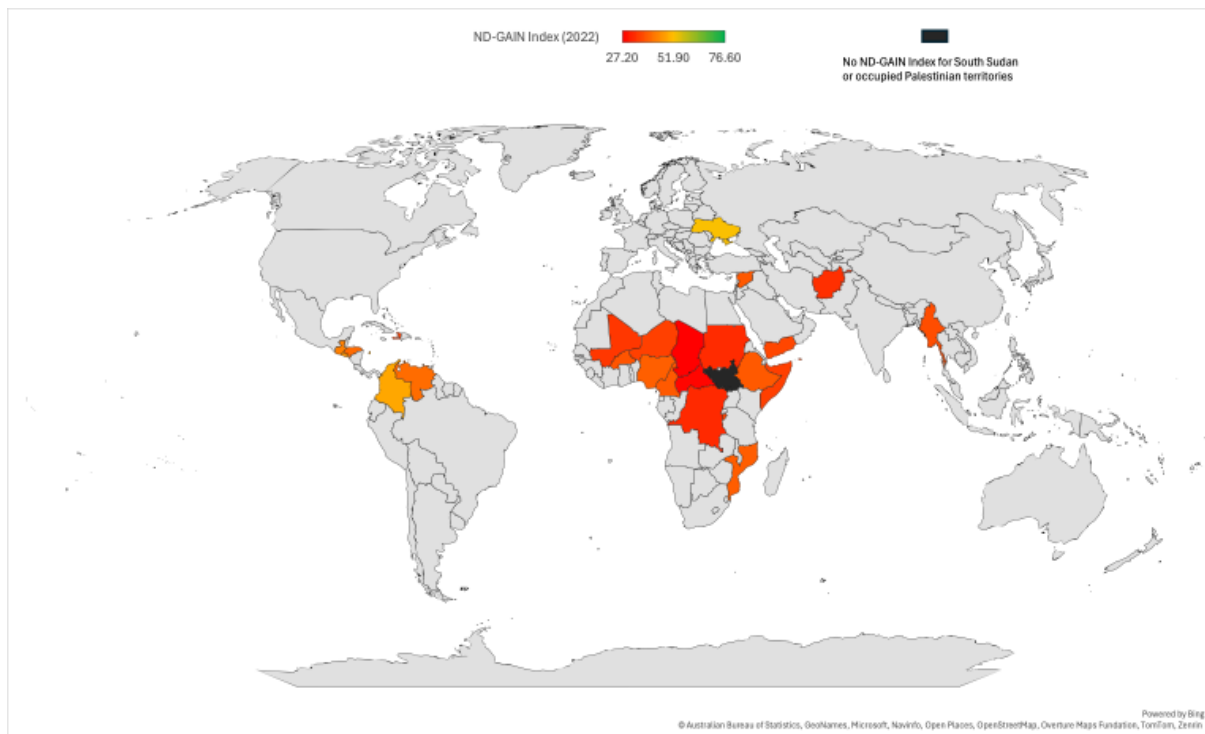 ND-GAIN Index (2022)
27.20 51.90 76.60
No ND-GAIN Index for South Sudan
or occupied Palestinian territories
Powered by Bing
© Australian Bureau of Statistics, GeoNames, Microsoft, Navinfo, Open Places, OpenStreetMap, Overture Maps Fundation, TomTom, Zenrin